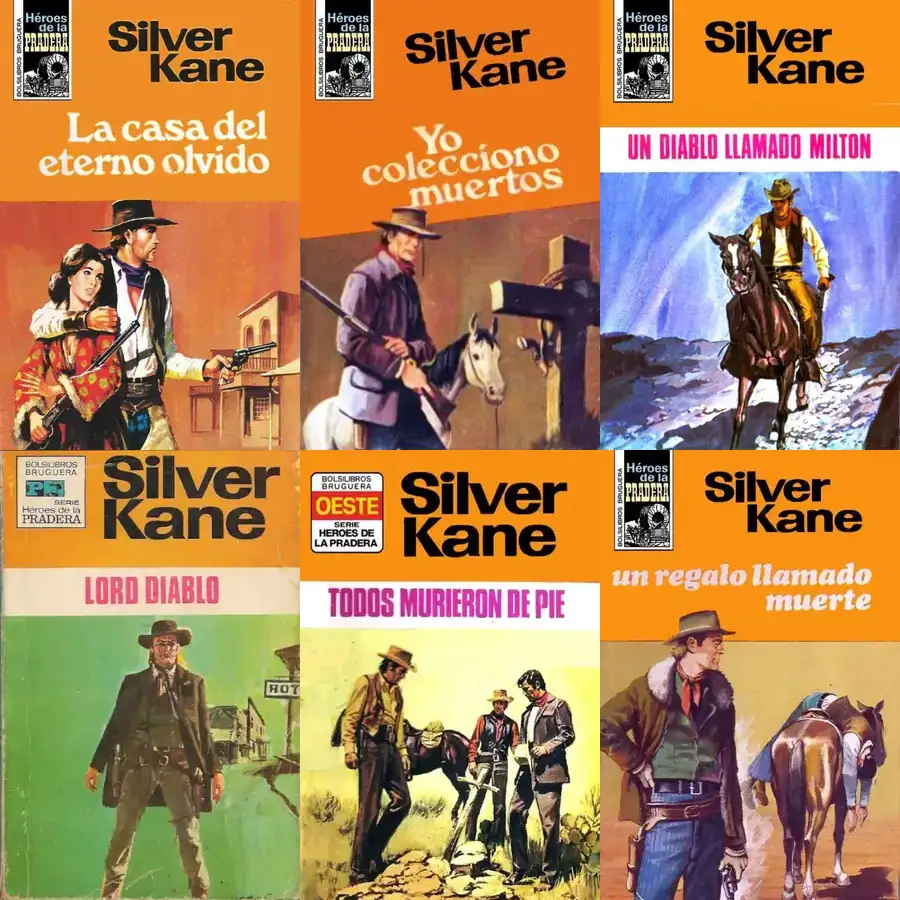 BOLSILIBROS BRUGUERA
Héroes
de la
PRADERA
Silver
Kane
La casa del
eterno olvido
BOLSILIBROS BRUGUERA
Héroes
de la
PRADERA
Silver
Kane
Yo
colecciono
muertos
BOLSILIBROS BRUGUERA
Héroes
de la
PRADERA
Silver
Kane
UN DIABLO LLAMADO MILTON
BOLSILIBROS
BRUGUERA
SERIE
Héroes de la
PRADERA
Silver
Kane
LORD DIABLO
HOT
BOLSILIBROS
BRUGUERA
OESTE
SERIE
HEROES DE
LA PRADERA
Silver
Kane
TODOS MURIERON DE PIE
BOLSILIBROS BRUGUERA
Héroes
de la
PRADERA
Silver
Kane
un regalo llamado
muerte